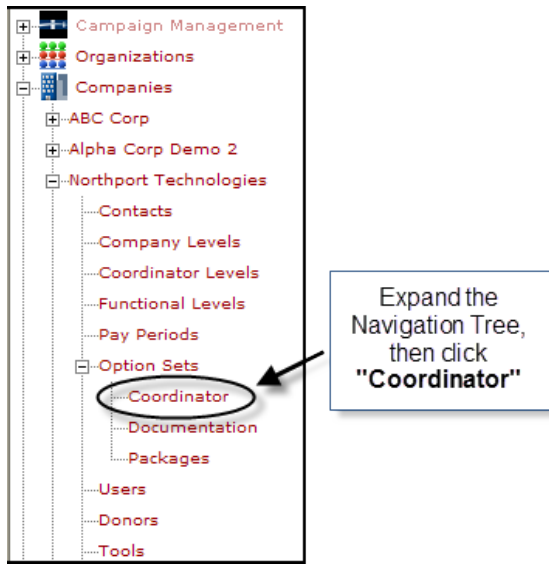 Campaign Management
Organizations
Companies
ABC Corp
Alpha Corp Demo 2
Northport Technologies
Contacts
Company Levels
Coordinator Levels
Functional Levels
Pay Periods
Option Sets
Coordinator
Documentation
Packages
Users
Donors
Tools
Expand the
Navigation Tree,
then click
"Coordinator"